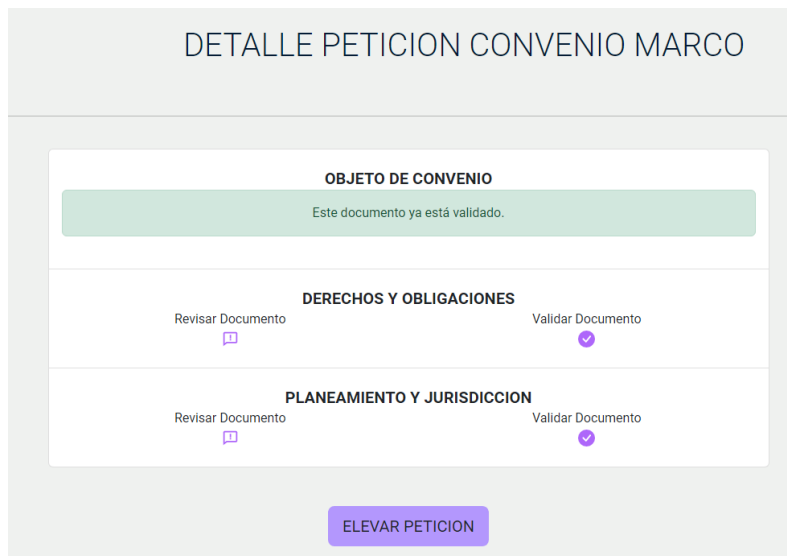 DETALLE PETICION CONVENIO MARCO
OBJETO DE CONVENIO
Este documento ya está validado.
DERECHOS Y OBLIGACIONES
Revisar Documento Validar Documento
PLANEAMIENTO Y JURISDICCION
Revisar Documento Validar Documento
ELEVAR PETICION